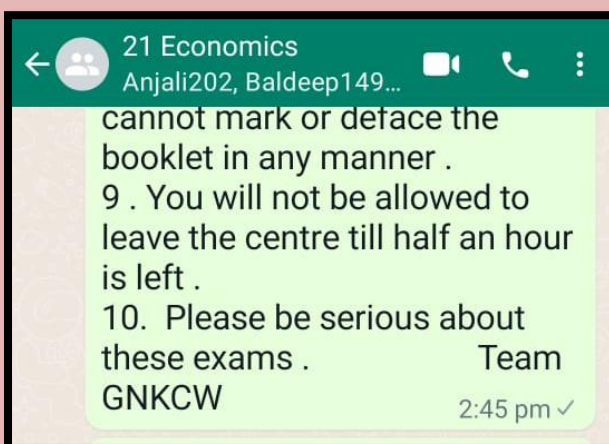 21 Economics
Anjali202, Baldeep149...
cannot mark or deface the
booklet in any manner .
9 . You will not be allowed to
leave the centre till half an hour
is left .
10.  Please be serious about
these exams .                Team
GNKCW
2:45 pm